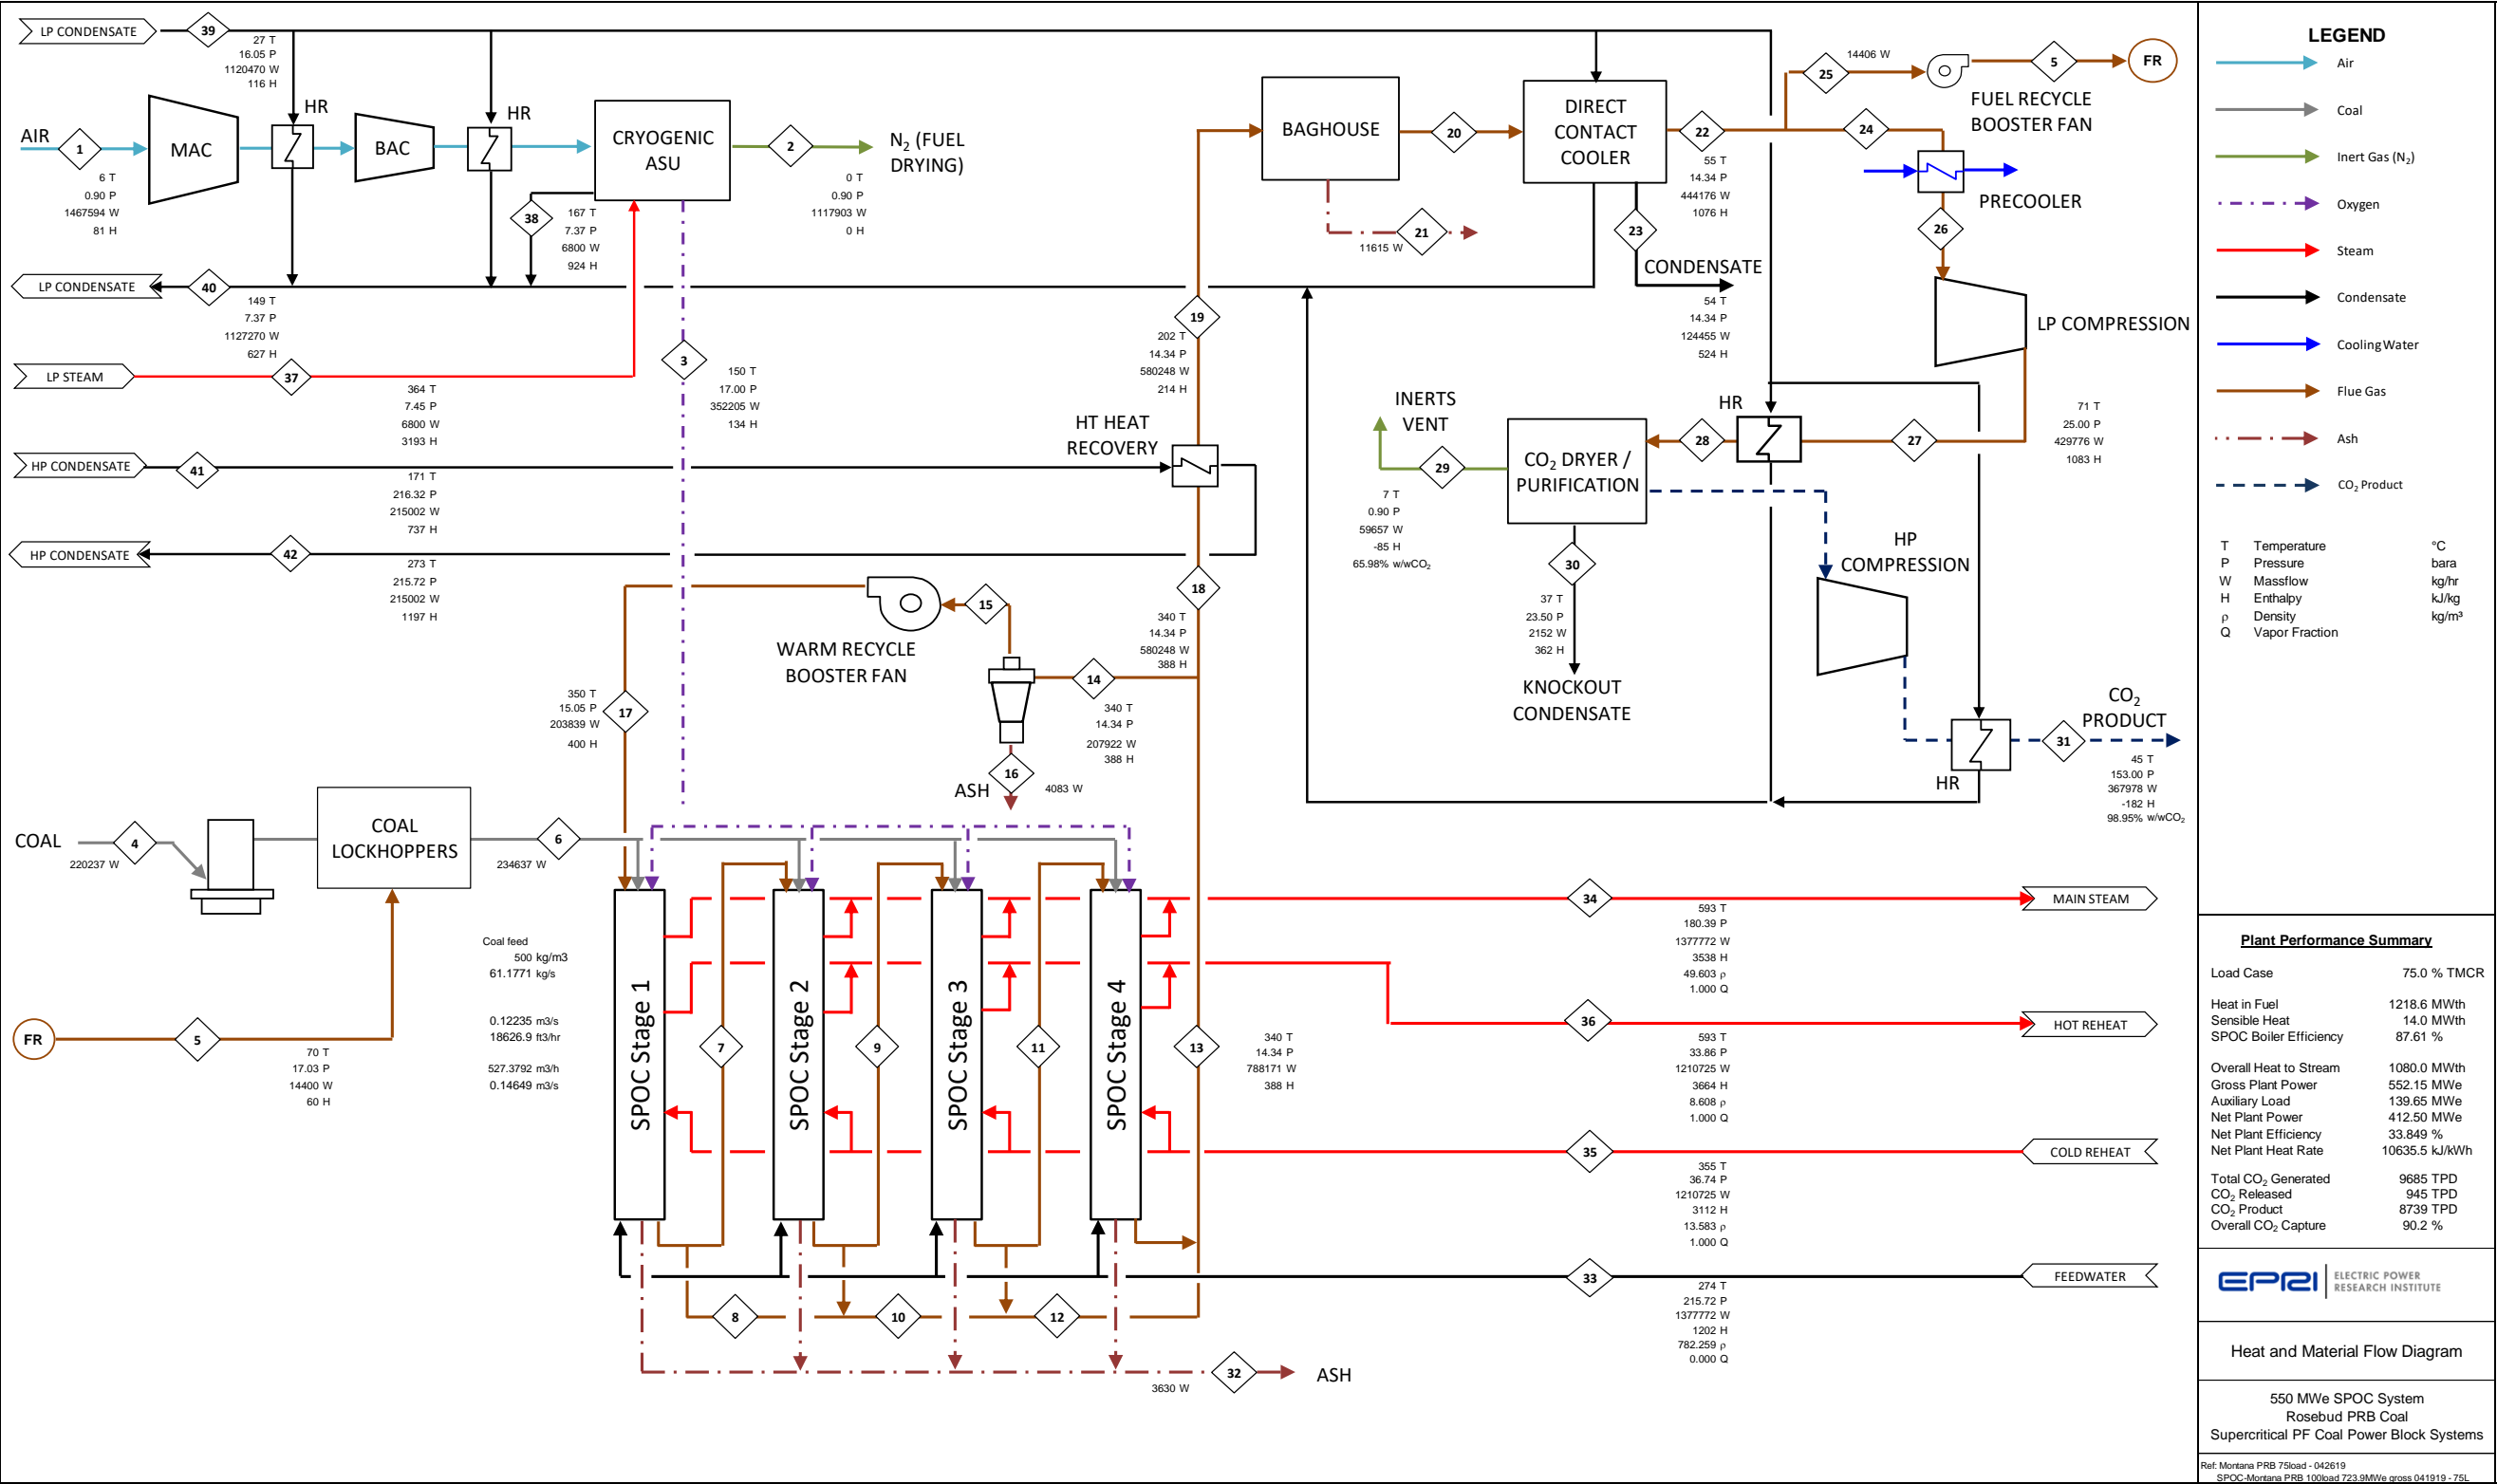 LP CONDENSATE
39
27 T
16.05 P
1120470 W
116 H
HR
HR
AIR
1
MAC
BAC
6 T
0.90 P
1467594 W
81 H
CRYOGENIC
ASU
2
N₂ (FUEL
DRYING)
0 T
0.90 P
1117903 W
0 H
38
167 T
7.37 P
6800 W
924 H
LP CONDENSATE
40
149 T
7.37 P
1127270 W
627 H
LP STEAM
37
364 T
7.45 P
6800 W
3193 H
3
150 T
17.00 P
352205 W
134 H
HP CONDENSATE
41
171 T
216.32 P
215002 W
737 H
HP CONDENSATE
42
273 T
215.72 P
215002 W
1197 H
BAGHOUSE
20
21
11615 W
DIRECT
CONTACT
COOLER
22
55 T
14.34 P
444176 W
1076 H
23
CONDENSATE
54 T
14.34 P
124455 W
524 H
25
14406 W
5
FR
FUEL RECYCLE
BOOSTER FAN
24
PRECOOLER
26
LP COMPRESSION
71 T
25.00 P
429776 W
1083 H
27
HR
28
19
202 T
14.34 P
580248 W
214 H
HT HEAT
RECOVERY
18
340 T
14.34 P
580248 W
388 H
INERTS
VENT
29
7 T
0.90 P
59657 W
-85 H
65.98% w/wCO₂
CO₂ DRYER /
PURIFICATION
30
37 T
23.50 P
2152 W
362 H
KNOCKOUT
CONDENSATE
HP
COMPRESSION
CO₂
PRODUCT
31
HR
45 T
153.00 P
367978 W
-182 H
98.95% w/wCO₂
15
WARM RECYCLE
BOOSTER FAN
14
340 T
14.34 P
207922 W
388 H
16
ASH
4083 W
350 T
15.05 P
203839 W
400 H
17
COAL
4
220237 W
COAL
LOCKHOPPERS
6
234637 W
Coal feed
500 kg/m3
61.1771 kg/s
0.12235 m3/s
18626.9 ft3/hr
527.3792 m3/h
0.14649 m3/s
FR
5
70 T
17.03 P
14400 W
60 H
SPOC Stage 1
SPOC Stage 2
SPOC Stage 3
SPOC Stage 4
7
9
11
13
340 T
14.34 P
788171 W
388 H
8
10
12
32
3630 W
ASH
34
MAIN STEAM
593 T
180.39 P
1377772 W
3538 H
49.603 ρ
1.000 Q
36
HOT REHEAT
593 T
33.86 P
1210725 W
3664 H
8.608 ρ
1.000 Q
35
COLD REHEAT
355 T
36.74 P
1210725 W
3112 H
13.583 ρ
1.000 Q
33
FEEDWATER
274 T
215.72 P
1377772 W
1202 H
782.259 ρ
0.000 Q
LEGEND
Air
Coal
Inert Gas (N₂)
Oxygen
Steam
Condensate
Cooling Water
Flue Gas
Ash
CO₂ Product
T Temperature °C
P Pressure bara
W Massflow kg/hr
H Enthalpy kJ/kg
ρ Density kg/m³
Q Vapor Fraction
Plant Performance Summary
Load Case 75.0 % TMCR
Heat in Fuel 1218.6 MWth
Sensible Heat 14.0 MWth
SPOC Boiler Efficiency 87.61 %
Overall Heat to Stream 1080.0 MWth
Gross Plant Power 552.15 MWe
Auxiliary Load 139.65 MWe
Net Plant Power 412.50 MWe
Net Plant Efficiency 33.849 %
Net Plant Heat Rate 10635.5 kJ/kWh
Total CO₂ Generated 9685 TPD
CO₂ Released 945 TPD
CO₂ Product 8739 TPD
Overall CO₂ Capture 90.2 %
EPRI ELECTRIC POWER
RESEARCH INSTITUTE
Heat and Material Flow Diagram
550 MWe SPOC System
Rosebud PRB Coal
Supercritical PF Coal Power Block Systems
Ref: Montana PRB 75load - 042619
SPOC-Montana PRB 100load 723.9MWe gross 041919 - 75L